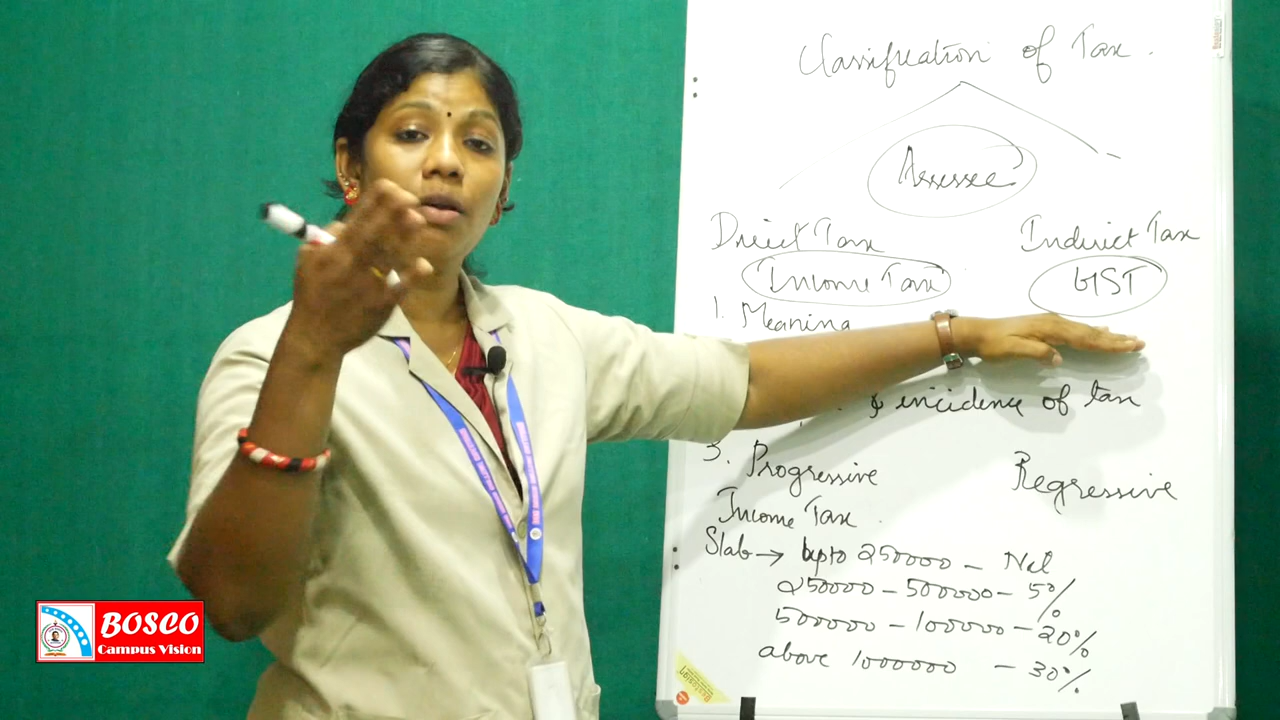 Classification of Tax.
Assessee
Direct Tax
Indirect Tax
Income Tax
GST
1. Meaning
& incidence of tax
3. Progressive
Regressive
Income Tax
Slab → upto 250000 - Nil
250000 - 500000 - 5%
500000 - 1000000 - 20%
above 1000000 - 30%
BOSCO
Campus Vision